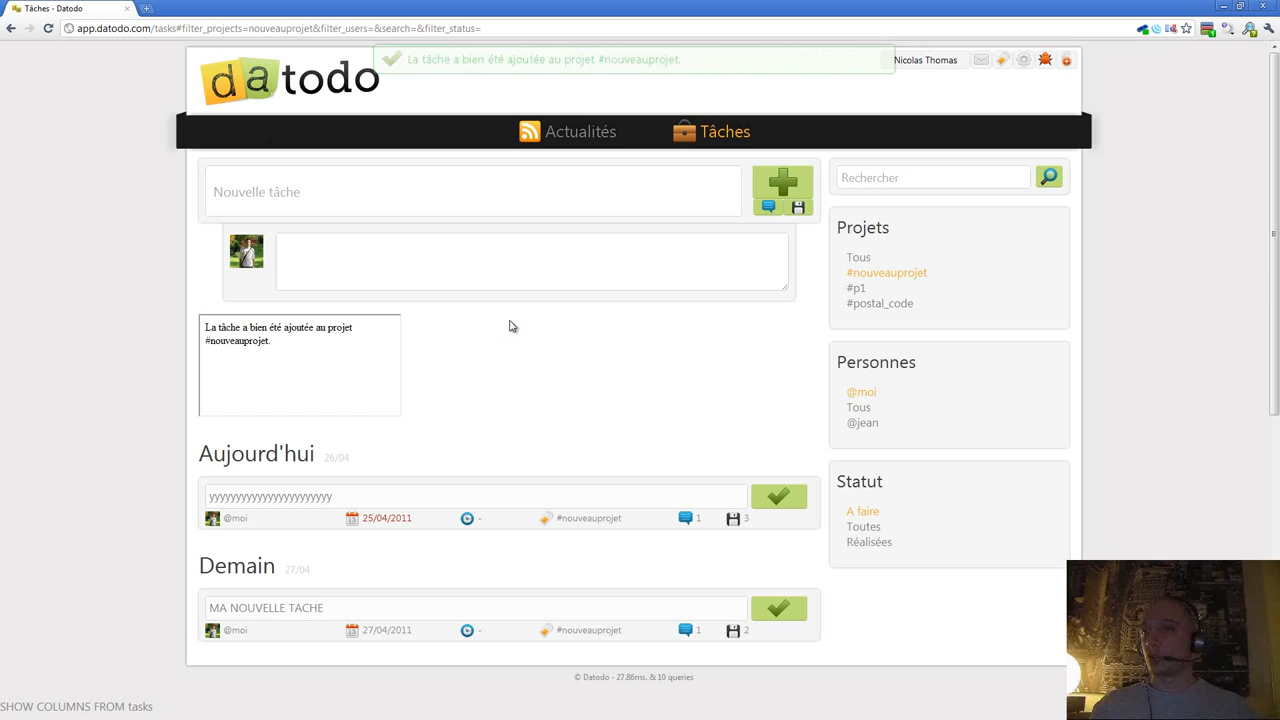 Tâches - Datodo
app.datodo.com/tasks#filter_projects=nouveauprojet&filter_users=&search=&filter_status=
La tâche a bien été ajoutée au projet #nouveauprojet.
Nicolas Thomas
datodo
Actualités
Tâches
Nouvelle tâche
Rechercher
Projets
Tous
#nouveauprojet
#p1
#postal_code
La tâche a bien été ajoutée au projet
#nouveauprojet.
Personnes
@moi
Tous
@jean
Aujourd'hui 26/04
yyyyyyyyyyyyyyyyyyyyyyy
@moi 25/04/2011 - #nouveauprojet 1 3
Statut
A faire
Toutes
Réalisées
Demain 27/04
MA NOUVELLE TACHE
@moi 27/04/2011 - #nouveauprojet 1 2
© Datodo - 27.86ms. & 10 queries
SHOW COLUMNS FROM tasks